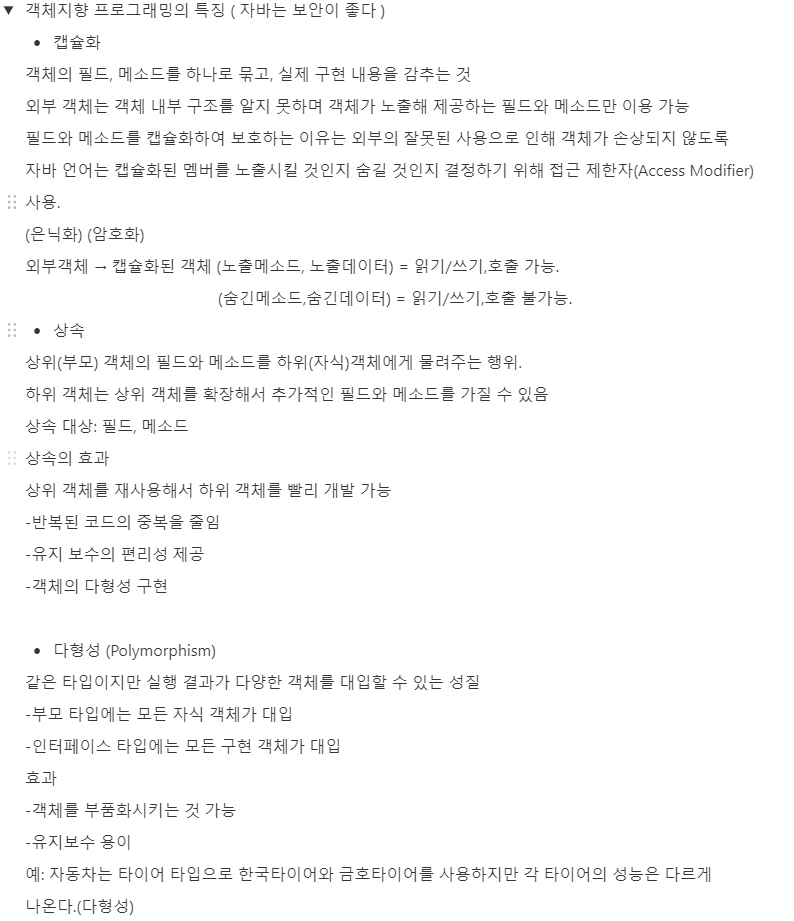 ▼ 객체지향 프로그래밍의 특징 ( 자바는 보안이 좋다 )
• 캡슐화
객체의 필드, 메소드를 하나로 묶고, 실제 구현 내용을 감추는 것
외부 객체는 객체 내부 구조를 알지 못하며 객체가 노출해 제공하는 필드와 메소드만 이용 가능
필드와 메소드를 캡슐화하여 보호하는 이유는 외부의 잘못된 사용으로 인해 객체가 손상되지 않도록
자바 언어는 캡슐화된 멤버를 노출시킬 것인지 숨길 것인지 결정하기 위해 접근 제한자(Access Modifier)
사용.
(은닉화) (암호화)
외부객체 → 캡슐화된 객체 (노출메소드, 노출데이터) = 읽기/쓰기,호출 가능.
(숨긴메소드,숨긴데이터) = 읽기/쓰기,호출 불가능.
• 상속
상위(부모) 객체의 필드와 메소드를 하위(자식)객체에게 물려주는 행위.
하위 객체는 상위 객체를 확장해서 추가적인 필드와 메소드를 가질 수 있음
상속 대상: 필드, 메소드
상속의 효과
상위 객체를 재사용해서 하위 객체를 빨리 개발 가능
-반복된 코드의 중복을 줄임
-유지 보수의 편리성 제공
-객체의 다형성 구현
• 다형성 (Polymorphism)
같은 타입이지만 실행 결과가 다양한 객체를 대입할 수 있는 성질
-부모 타입에는 모든 자식 객체가 대입
-인터페이스 타입에는 모든 구현 객체가 대입
효과
-객체를 부품화시키는 것 가능
-유지보수 용이
예: 자동차는 타이어 타입으로 한국타이어와 금호타이어를 사용하지만 각 타이어의 성능은 다르게
나온다.(다형성)